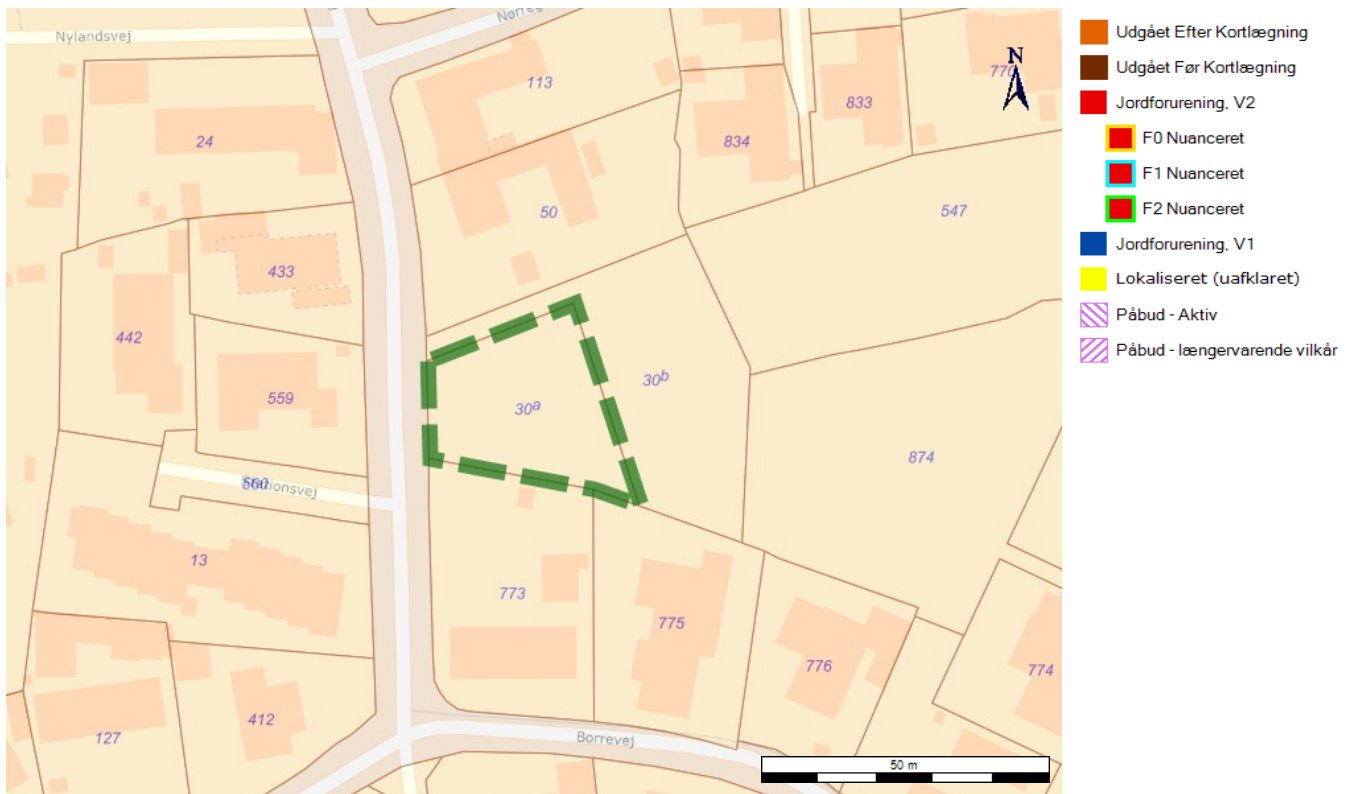 Nylandsvej
Nørreg
N
113
770
833
24
834
50
547
433
442
30b
559
30a
874
560
Stationsvej
13
773
775
776
774
412
127
Borrevej
50 m
Udgået Efter Kortlægning
Udgået Før Kortlægning
Jordforurening, V2
F0 Nuanceret
F1 Nuanceret
F2 Nuanceret
Jordforurening, V1
Lokaliseret (uafklaret)
Påbud - Aktiv
Påbud - længervarende vilkår